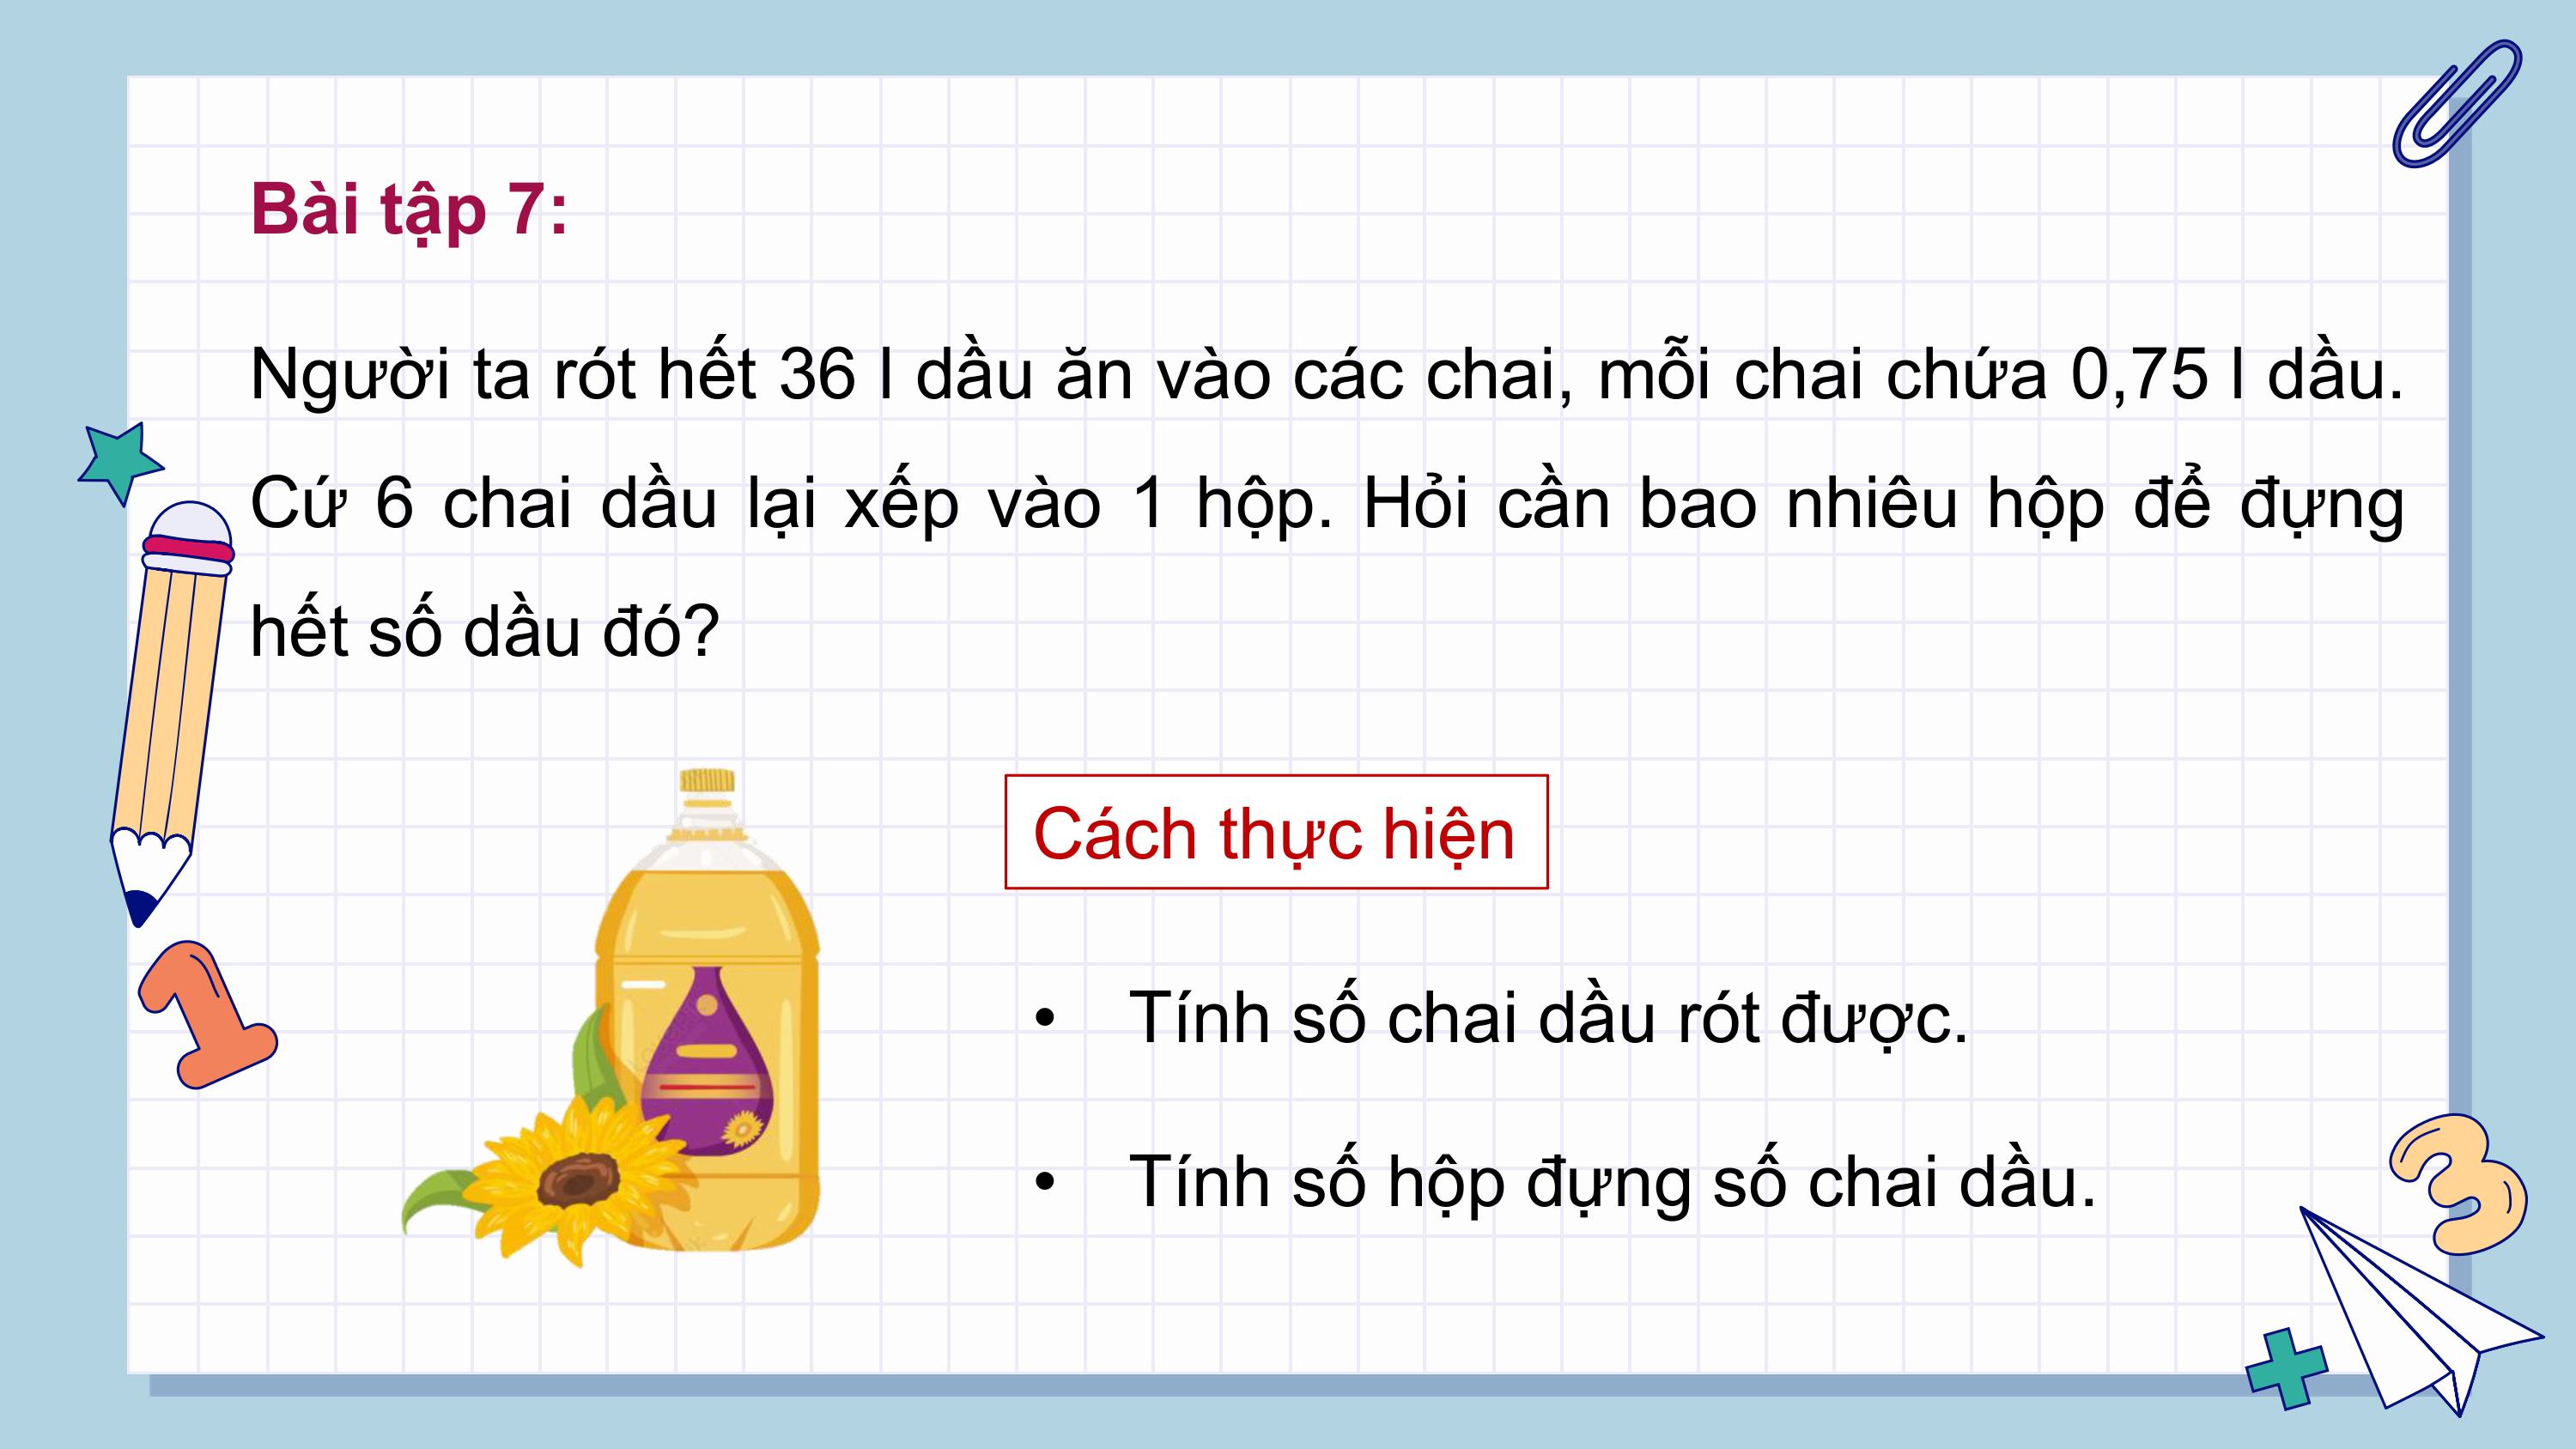 Bài tập 7:
Người ta rót hết 36 l dầu ăn vào các chai, mỗi chai chứa 0,75 l dầu.
Cứ 6 chai dầu lại xếp vào 1 hộp. Hỏi cần bao nhiêu hộp để đựng
hết số dầu đó?
Cách thực hiện
• Tính số chai dầu rót được.
• Tính số hộp đựng số chai dầu.
1
3